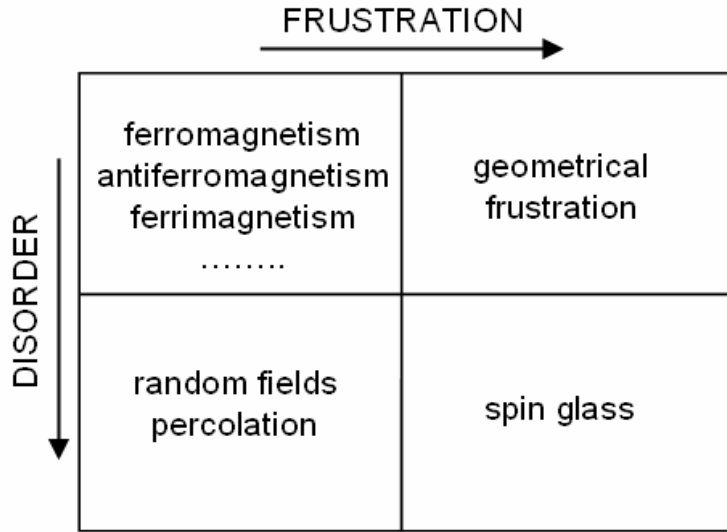 FRUSTRATION
ferromagnetism
antiferromagnetism
ferrimagnetism
........
geometrical
frustration
DISORDER
random fields
percolation
spin glass